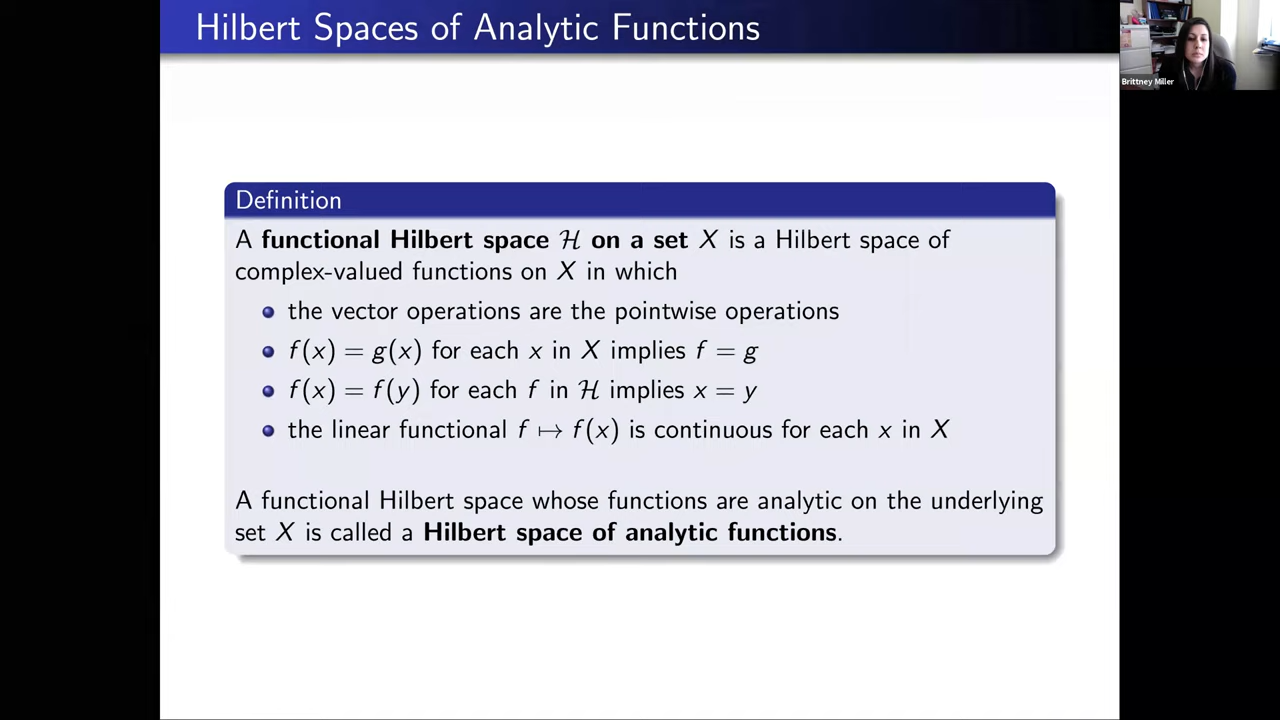 Hilbert Spaces of Analytic Functions
Brittney Miller
Definition
A functional Hilbert space ℋ on a set X is a Hilbert space of
complex-valued functions on X in which
the vector operations are the pointwise operations
f(x) = g(x) for each x in X implies f = g
f(x) = f(y) for each f in ℋ implies x = y
the linear functional f ↦ f(x) is continuous for each x in X
A functional Hilbert space whose functions are analytic on the underlying
set X is called a Hilbert space of analytic functions.